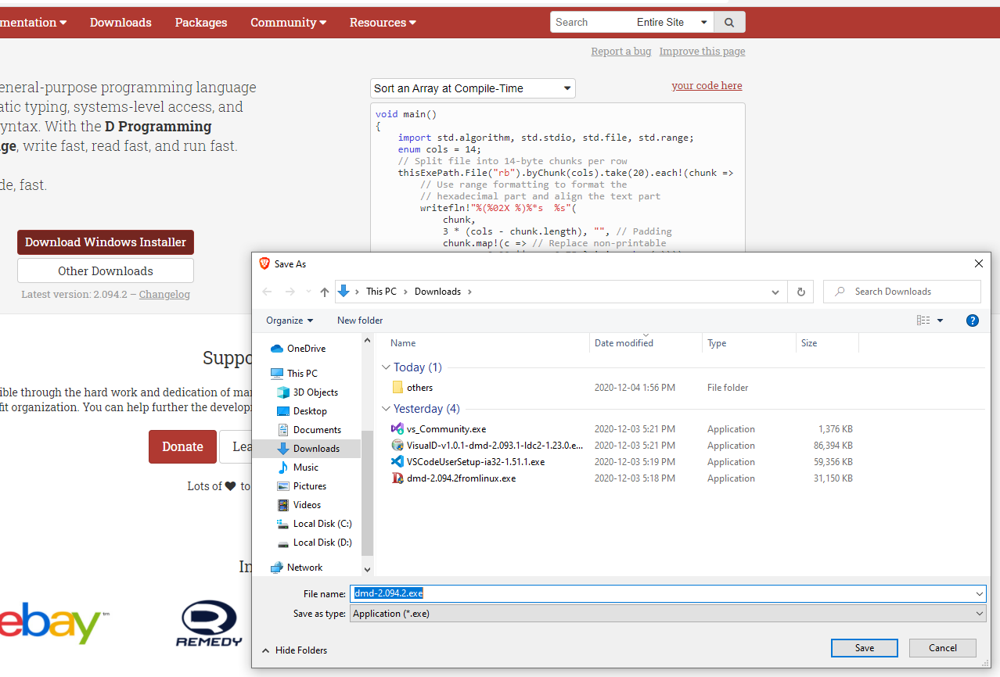 mentation Downloads Packages Community Resources Search Entire Site
Report a bug Improve this page
eneral-purpose programming language
atic typing, systems-level access, and
yntax. With the D Programming
ge, write fast, read fast, and run fast.
de, fast.
Download Windows Installer
Other Downloads
Latest version: 2.094.2 – Changelog
Sort an Array at Compile-Time your code here
void main()
{
import std.algorithm, std.stdio, std.file, std.range;
enum cols = 14;
// Split file into 14-byte chunks per row
thisExePath.File("rb").byChunk(cols).take(20).each!(chunk =>
// Use range formatting to format the
// hexadecimal part and align the text part
writefln!"%(%02X %)%*s  %s"(
chunk,
3 * (cols - chunk.length), "", // Padding
chunk.map!(c => // Replace non-printable
Suppo
ible through the hard work and dedication of ma
fit organization. You can help further the develop
Donate Lea
Lots of ♥ to
In
ebay™
REMEDY
Save As
This PC Downloads
Search Downloads
Organize New folder
OneDrive
This PC
3D Objects
Desktop
Documents
Downloads
Music
Pictures
Videos
Local Disk (C:)
Local Disk (D:)
Network
Name Date modified Type Size
Today (1)
others 2020-12-04 1:56 PM File folder
Yesterday (4)
vs_Community.exe 2020-12-03 5:21 PM Application 1,376 KB
VisualD-v1.0.1-dmd-2.093.1-ldc2-1.23.0.e... 2020-12-03 5:21 PM Application 86,394 KB
VSCodeUserSetup-ia32-1.51.1.exe 2020-12-03 5:19 PM Application 59,356 KB
dmd-2.094.2fromlinux.exe 2020-12-03 5:18 PM Application 31,150 KB
File name: dmd-2.094.2.exe
Save as type: Application (*.exe)
Hide Folders
Save Cancel